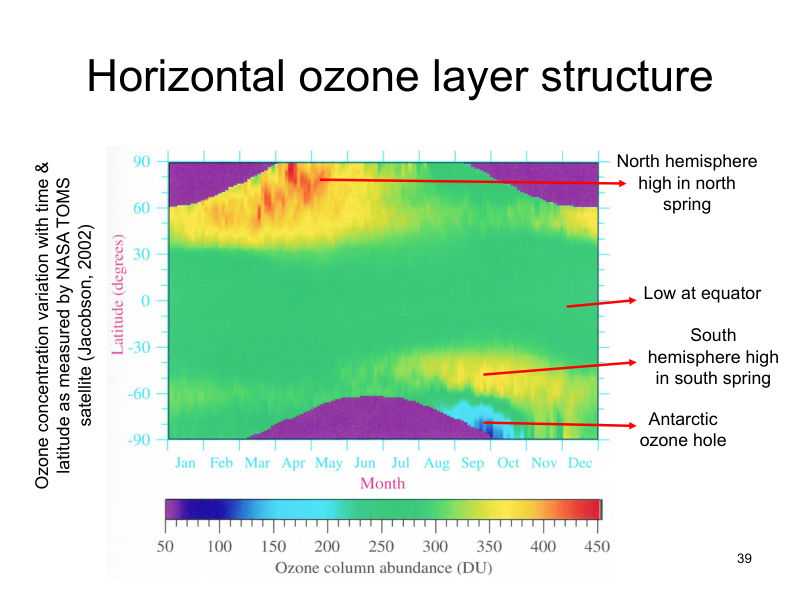 Horizontal ozone layer structure
Ozone concentration variation with time &
latitude as measured by NASA TOMS
satellite (Jacobson, 2002)
Latitude (degrees)
90
60
30
0
-30
-60
-90
Jan Feb Mar Apr May Jun Jul Aug Sep Oct Nov Dec
Month
50 100 150 200 250 300 350 400 450
Ozone column abundance (DU)
North hemisphere
high in north
spring
Low at equator
South
hemisphere high
in south spring
Antarctic
ozone hole
39